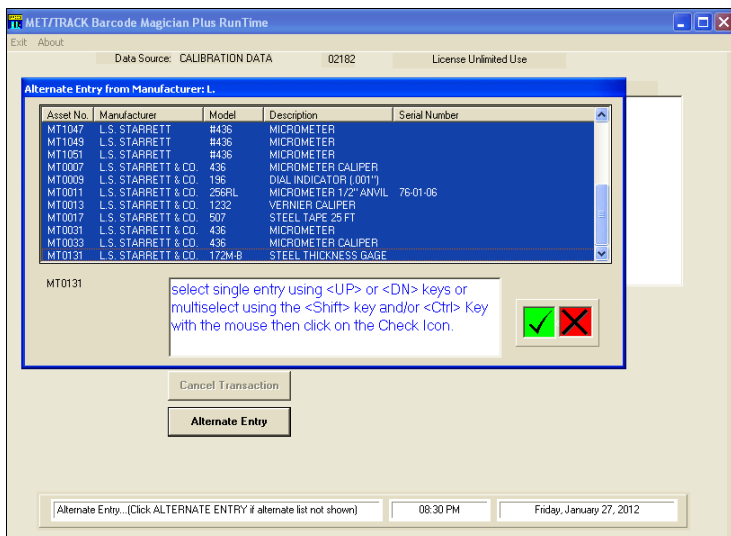 MET/TRACK Barcode Magician Plus RunTime
Exit About
Data Source: CALIBRATION DATA 02182 License Unlimited Use
Alternate Entry from Manufacturer: L.
Asset No. Manufacturer Model Description Serial Number
MT1047 L.S. STARRETT #436 MICROMETER
MT1049 L.S. STARRETT #436 MICROMETER
MT1051 L.S. STARRETT #436 MICROMETER
MT0007 L.S. STARRETT & CO. 436 MICROMETER CALIPER
MT0009 L.S. STARRETT & CO. 196 DIAL INDICATOR (.001")
MT0011 L.S. STARRETT & CO. 256RL MICROMETER 1/2" ANVIL 76-01-06
MT0013 L.S. STARRETT & CO. 1232 VERNIER CALIPER
MT0017 L.S. STARRETT & CO. 507 STEEL TAPE 25 FT
MT0031 L.S. STARRETT & CO. 436 MICROMETER
MT0033 L.S. STARRETT & CO. 436 MICROMETER CALIPER
MT0131 L.S. STARRETT & CO. 172M-B STEEL THICKNESS GAGE
MT0131
select single entry using <UP> or <DN> keys or
multiselect using the <Shift> key and/or <Ctrl> Key
with the mouse then click on the Check Icon.
Cancel Transaction
Alternate Entry
Alternate Entry...(Click ALTERNATE ENTRY if alternate list not shown) 08:30 PM Friday, January 27, 2012